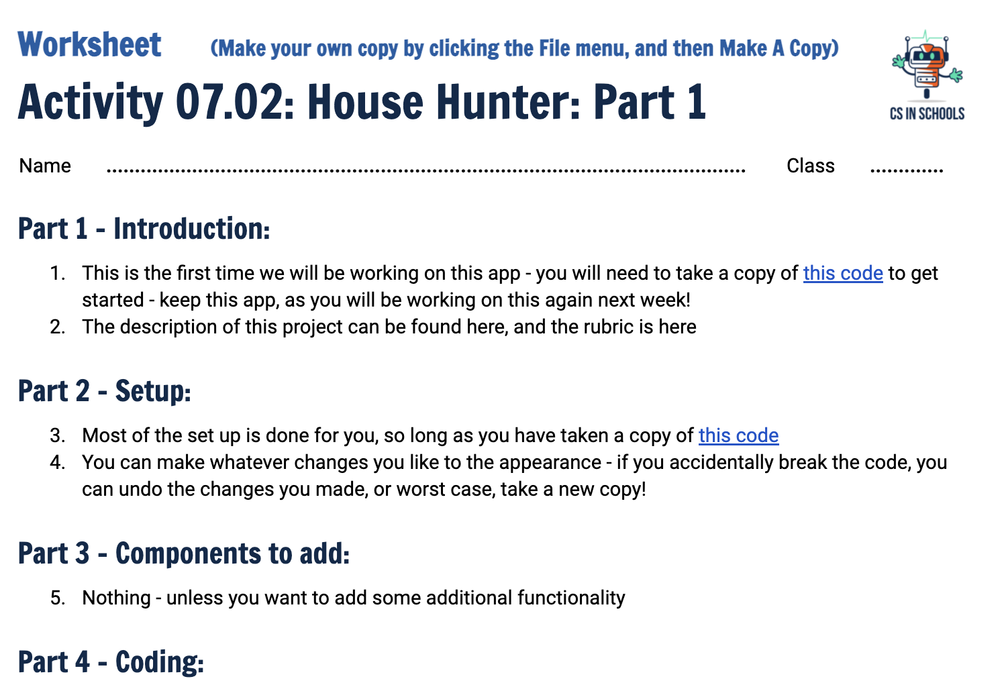 Worksheet (Make your own copy by clicking the File menu, and then Make A Copy)
Activity 07.02: House Hunter: Part 1
CS IN SCHOOLS
Name ........................................................................................................ Class .............
Part 1 - Introduction:
1. This is the first time we will be working on this app - you will need to take a copy of this code to get
started - keep this app, as you will be working on this again next week!
2. The description of this project can be found here, and the rubric is here
Part 2 - Setup:
3. Most of the set up is done for you, so long as you have taken a copy of this code
4. You can make whatever changes you like to the appearance - if you accidentally break the code, you
can undo the changes you made, or worst case, take a new copy!
Part 3 - Components to add:
5. Nothing - unless you want to add some additional functionality
Part 4 - Coding: